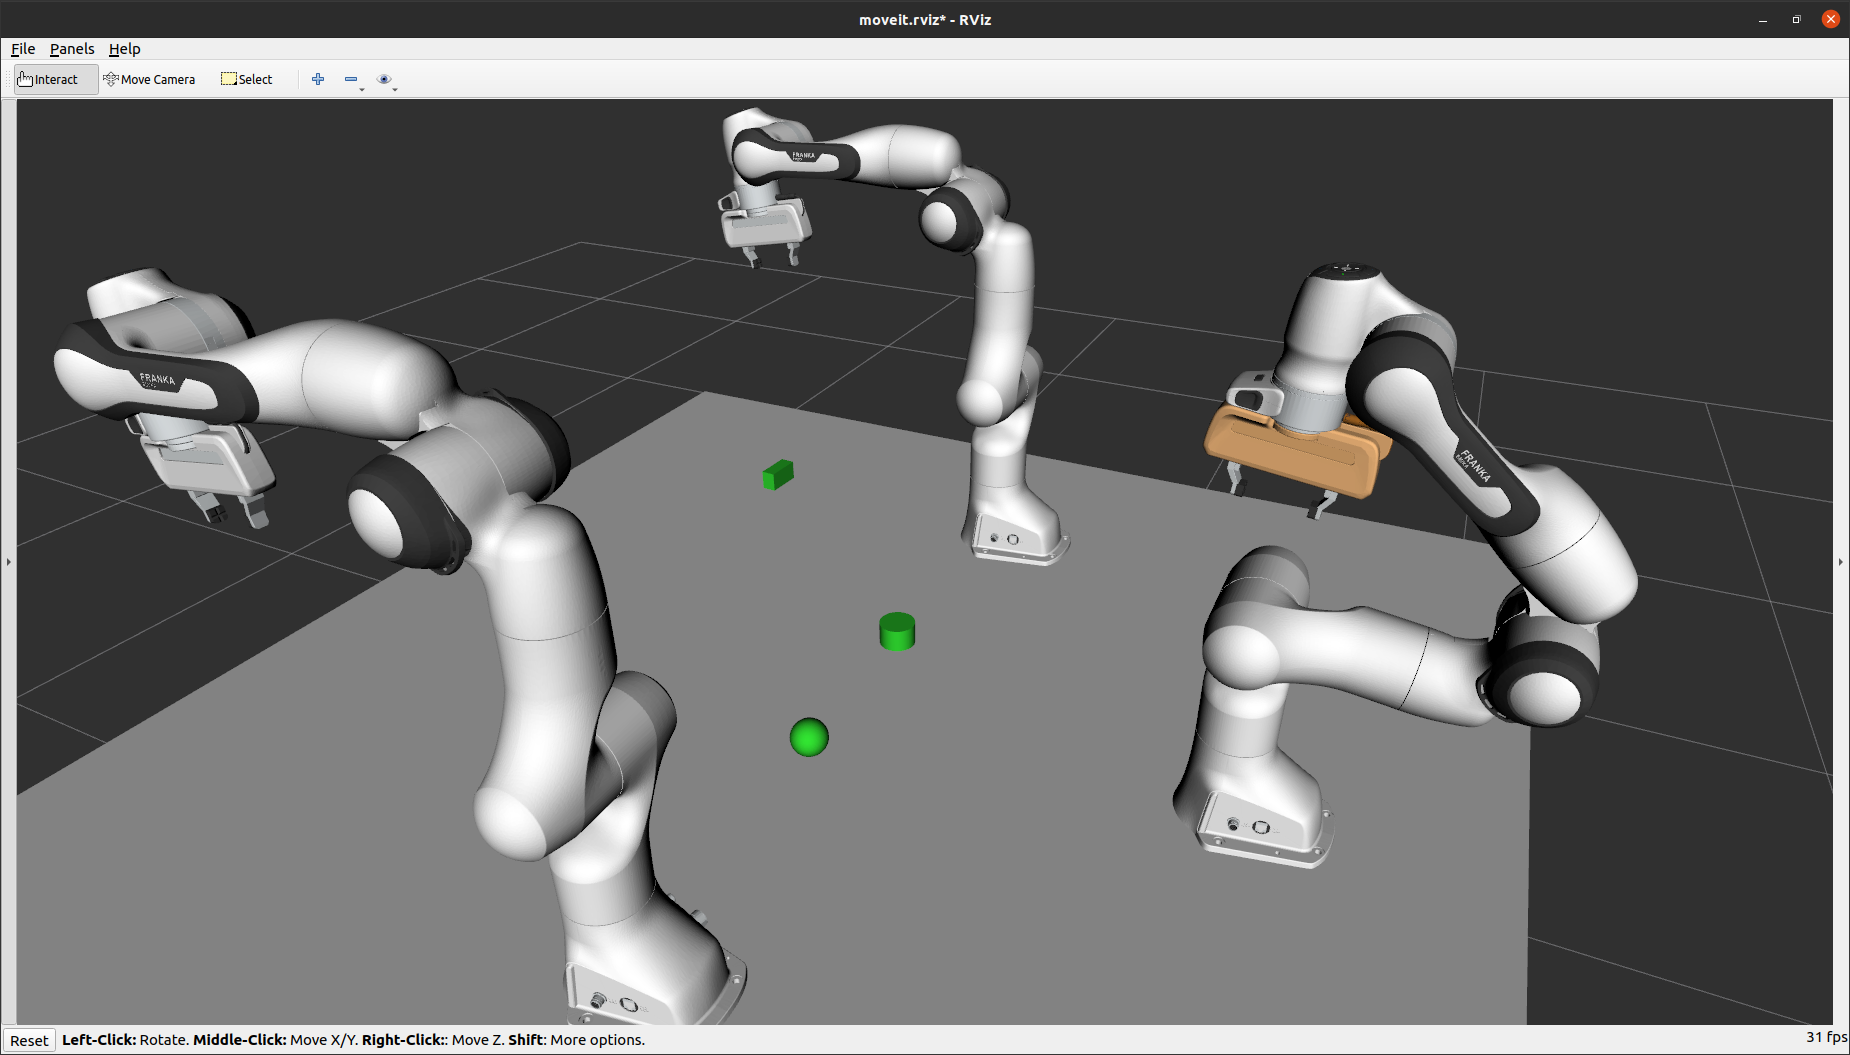 moveit.rviz* - RViz
File Panels Help
Interact Move Camera Select
FRANKA
FRANKA
FRANKA
Reset Left-Click: Rotate. Middle-Click: Move X/Y. Right-Click:: Move Z. Shift: More options. 31 fps